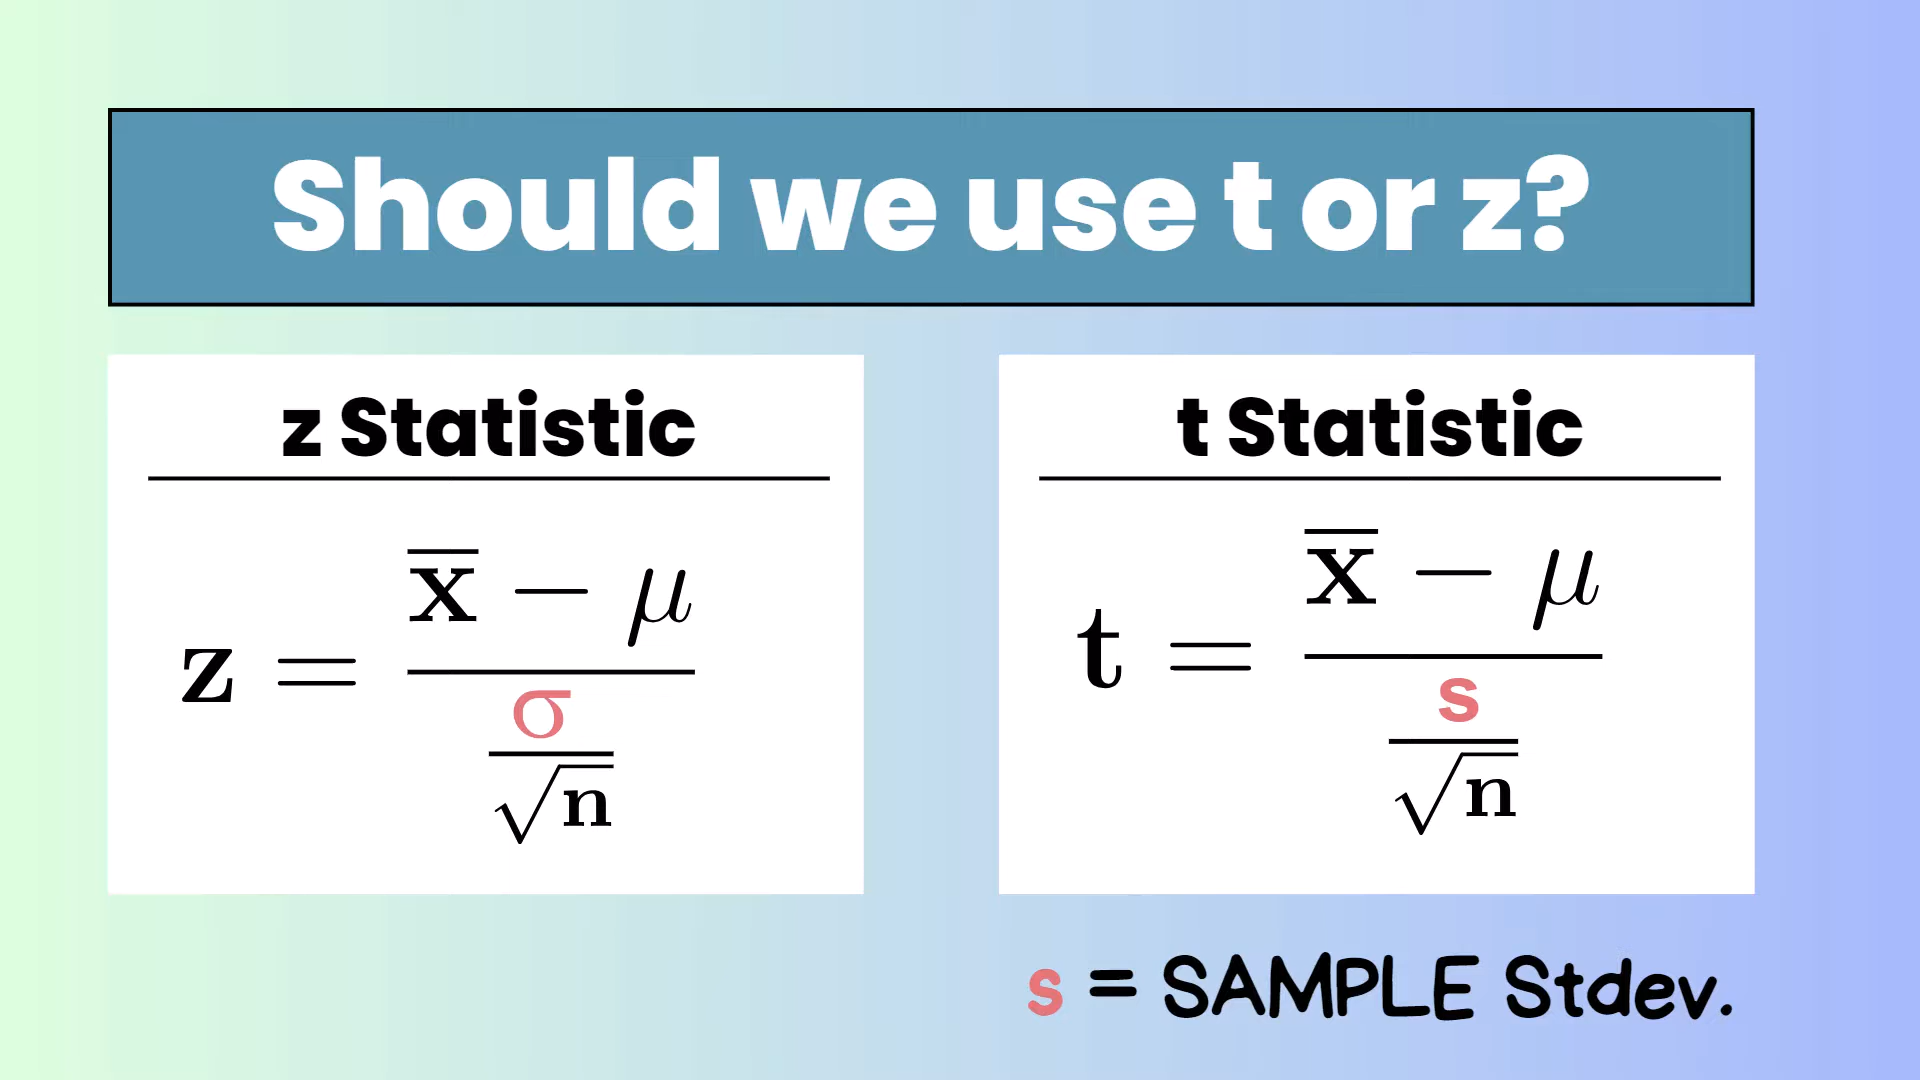 Should we use t or z?
z Statistic
z = (x̅ − μ) / (σ / √n)
t Statistic
t = (x̅ − μ) / (s / √n)
s = SAMPLE Stdev.